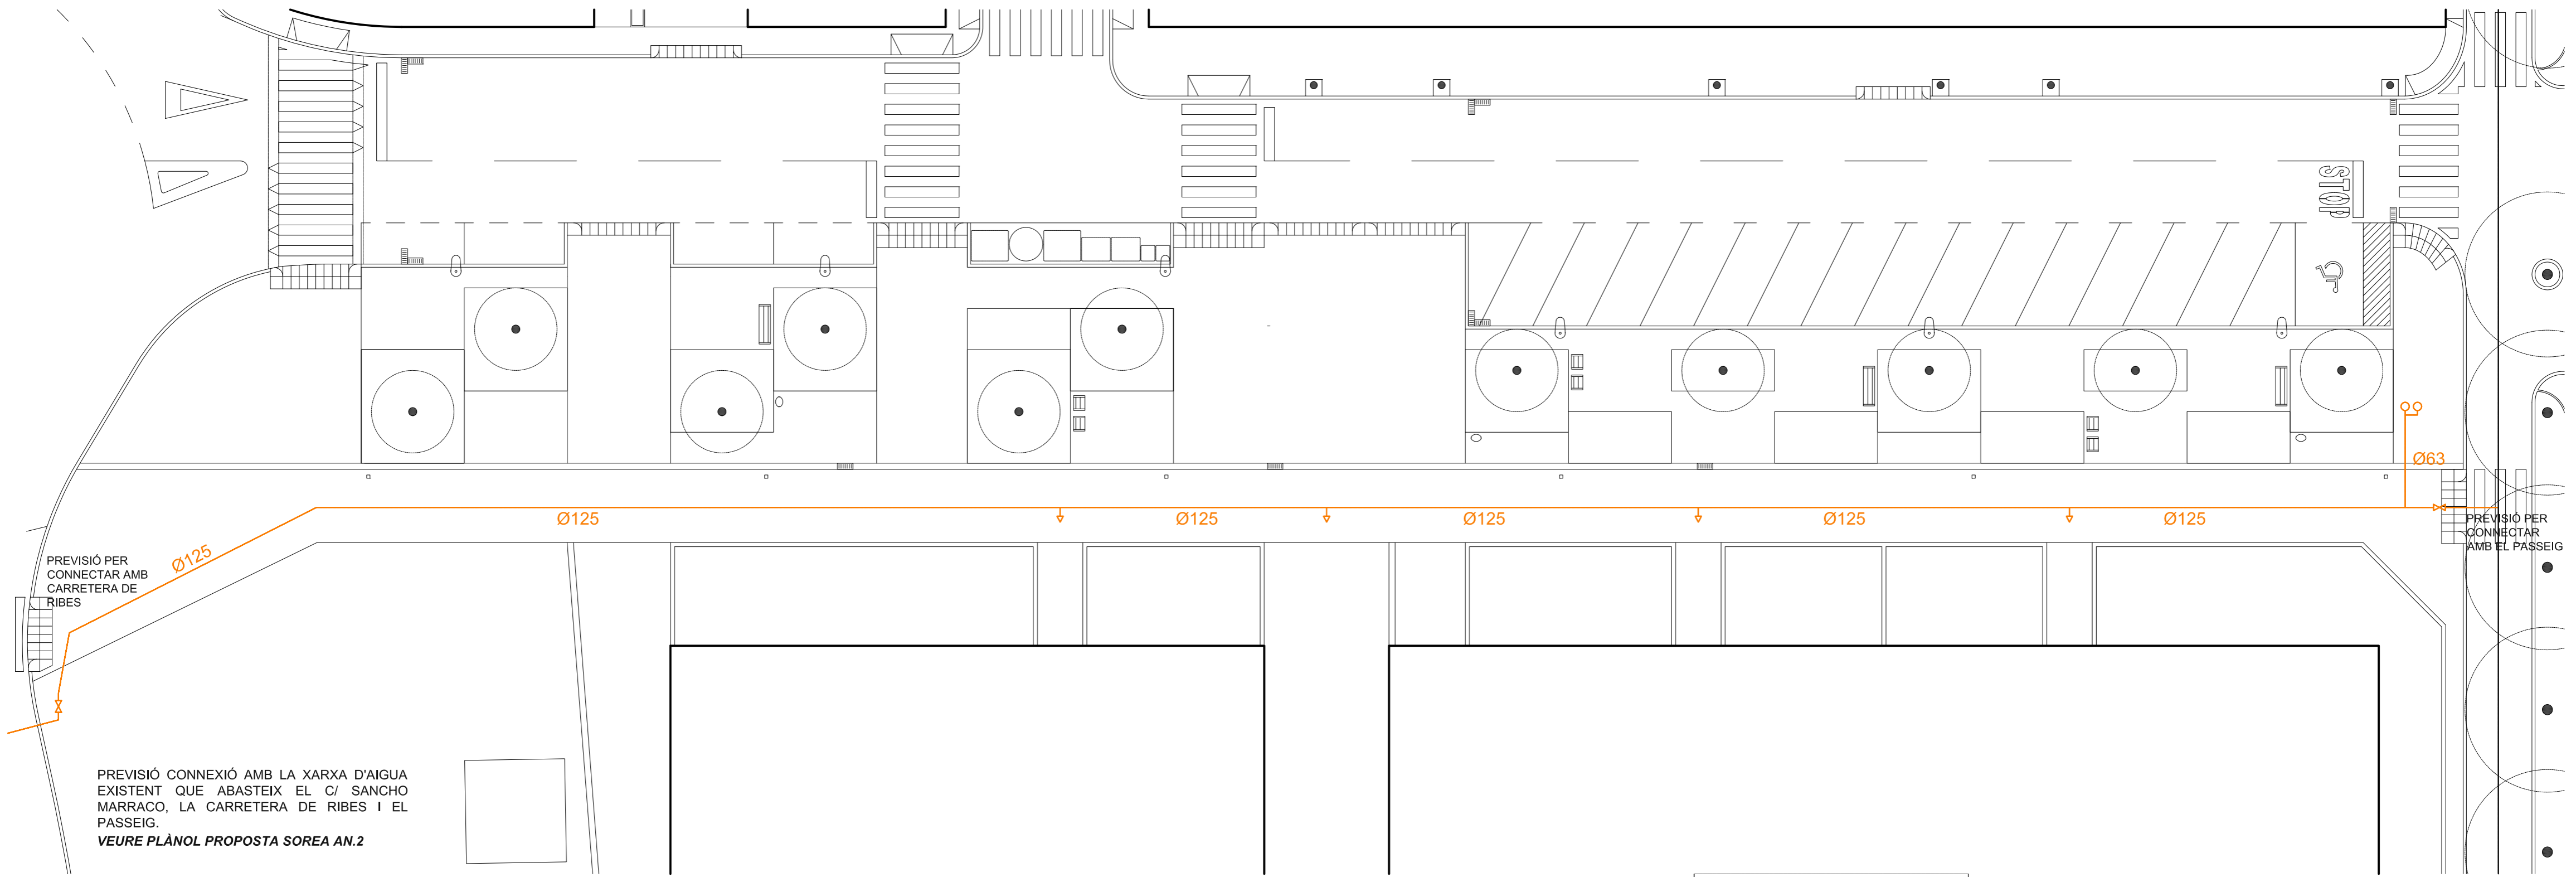 STOP
Ø63
Ø125
Ø125
Ø125
Ø125
Ø125
Ø125
PREVISIÓ PER
CONNECTAR
AMB EL PASSEIG
PREVISIÓ PER
CONNECTAR AMB
CARRETERA DE
RIBES
PREVISIÓ CONNEXIÓ AMB LA XARXA D'AIGUA
EXISTENT QUE ABASTEIX EL C/ SANCHO
MARRACO, LA CARRETERA DE RIBES I EL
PASSEIG.
VEURE PLÀNOL PROPOSTA SOREA AN.2